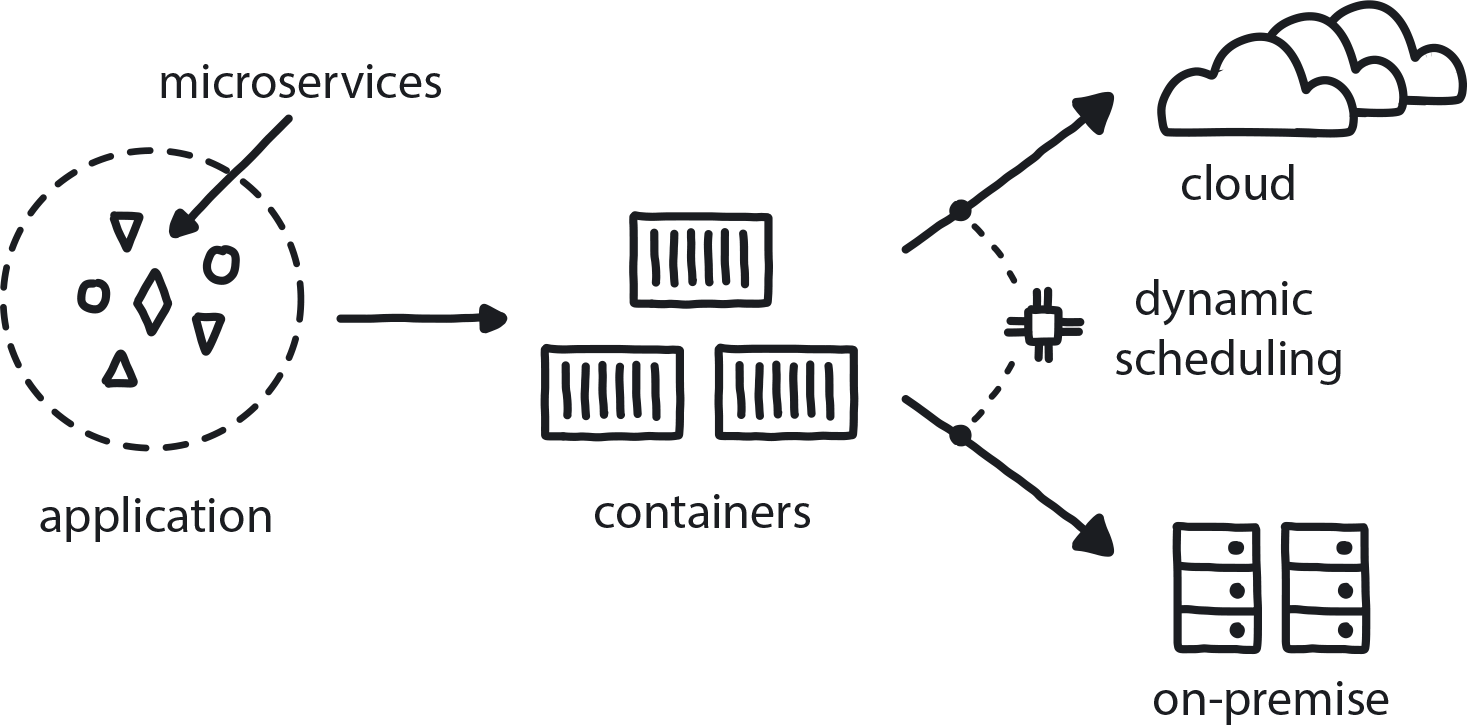 microservices
application
containers
cloud
dynamic
scheduling
on-premise